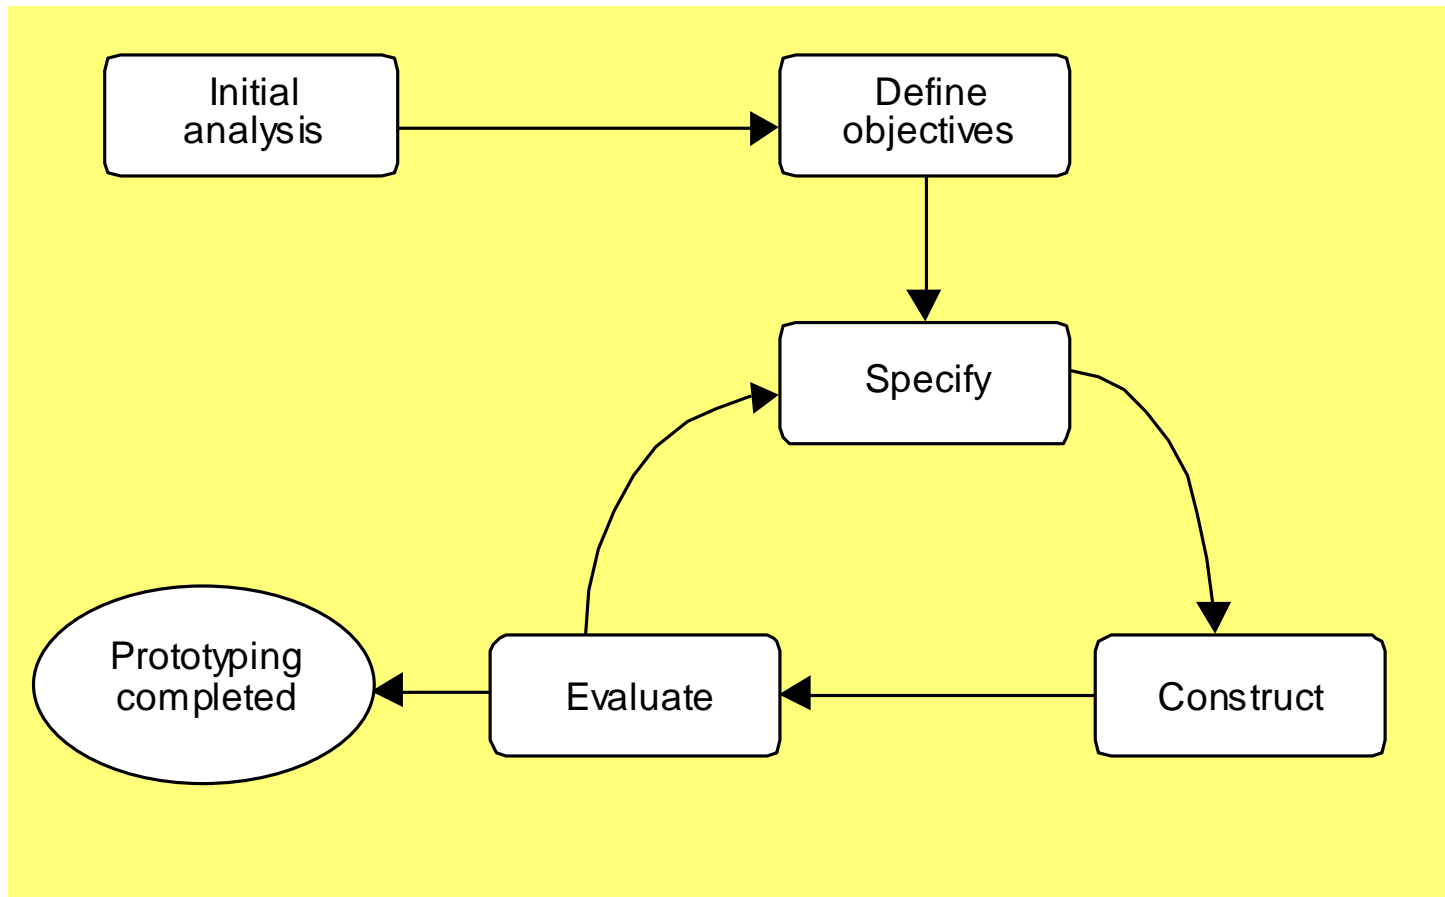 Initial
analysis
Define
objectives
Specify
Prototyping
completed
Evaluate
Construct